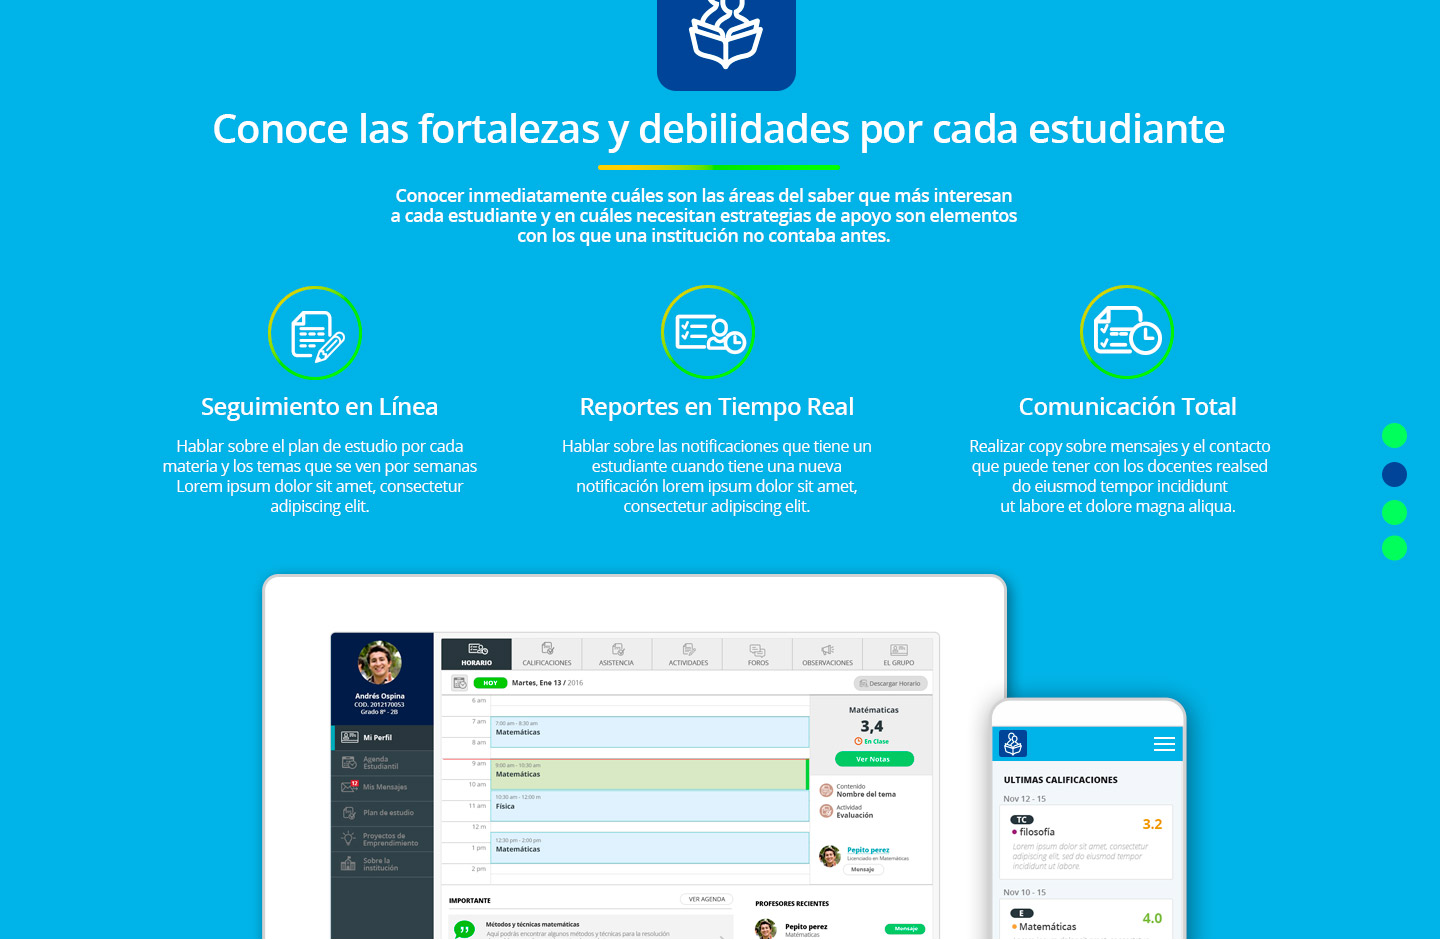 Conoce las fortalezas y debilidades por cada estudiante
Conocer inmediatamente cuáles son las áreas del saber que más interesan
a cada estudiante y en cuáles necesitan estrategias de apoyo son elementos
con los que una institución no contaba antes.
Seguimiento en Línea
Hablar sobre el plan de estudio por cada
materia y los temas que se ven por semanas
Lorem ipsum dolor sit amet, consectetur
adipiscing elit.
Reportes en Tiempo Real
Hablar sobre las notificaciones que tiene un
estudiante cuando tiene una nueva
notificación lorem ipsum dolor sit amet,
consectetur adipiscing elit.
Comunicación Total
Realizar copy sobre mensajes y el contacto
que puede tener con los docentes realsed
do eiusmod tempor incididunt
ut labore et dolore magna aliqua.
Andrés Ospina
COD. 2012170053
Grado 8º - 2B
Mi Perfil
Agenda
Estudiantil
12
Mis Mensajes
Plan de estudio
Proyectos de
Emprendimiento
Sobre la
institución
HORARIO
CALIFICACIONES
ASISTENCIA
ACTIVIDADES
FOROS
OBSERVACIONES
EL GRUPO
HOY
Martes, Ene 13 / 2016
Descargar Horario
6 am
7 am
8 am
9 am
10 am
11 am
12 m
1 pm
2 pm
7:00 am - 8:30 am
Matemáticas
9:00 am - 10:30 am
Matemáticas
10:30 am - 12:00 m
Física
12:30 pm - 2:00 pm
Matemáticas
Matématicas
3,4
En Clase
Ver Notas
Contenido
Nombre del tema
Actividad
Evaluación
Pepito perez
Licenciado en Matemáticas
Mensaje
IMPORTANTE
VER AGENDA
Métodos y técnicas matemáticas
Aquí podrás encontrar algunos métodos y técnicas para la resolución
PROFESORES RECIENTES
Pepito perez
Matemáticas
Mensaje
ULTIMAS CALIFICACIONES
Nov 12 - 15
TC
filosofía
3.2
Lorem ipsum dolor sit amet, consectetur
adipiscing elit, sed do eiusmod tempor
incididunt ut labore.
Nov 10 - 15
E
Matemáticas
4.0